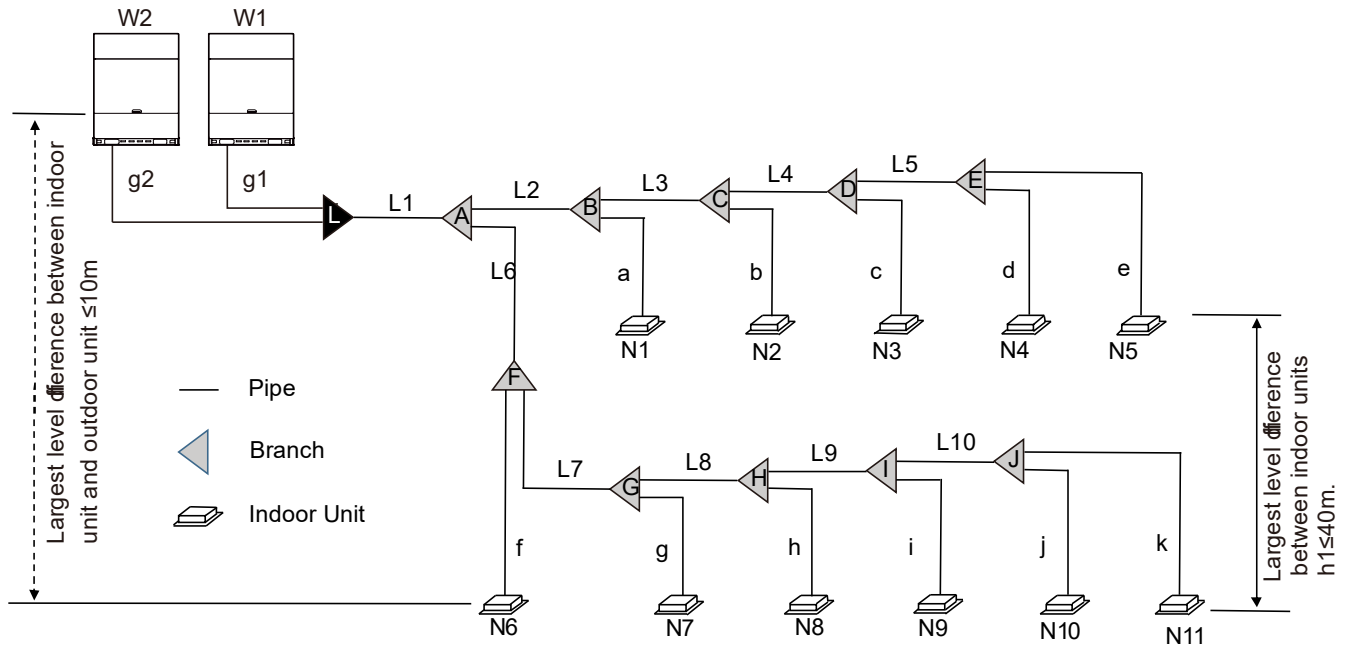 W2 W1
g2 g1
L L1 A L2 B L3 C L4 D L5 E
L6 a b c d e
N1 N2 N3 N4 N5
F
Pipe
Branch
Indoor Unit
L7 G L8 H L9 I L10 J
f g h i j k
N6 N7 N8 N9 N10 N11
Largest level between indoor
unit and outdoor unit ≤10m
Largest level
between indoor units
h1≤40m.